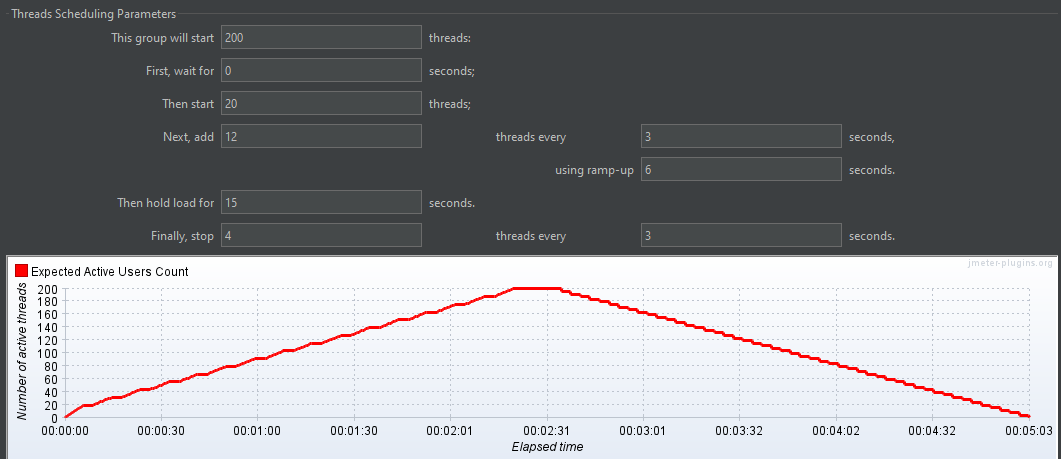 Threads Scheduling Parameters
This group will start 200 threads:
First, wait for 0 seconds;
Then start 20 threads;
Next, add 12 threads every 3 seconds,
using ramp-up 6 seconds.
Then hold load for 15 seconds.
Finally, stop 4 threads every 3 seconds.
jmeter-plugins.org
Expected Active Users Count
Number of active threads
200
180
160
140
120
100
80
60
40
20
0
00:00:00 00:00:30 00:01:00 00:01:30 00:02:01 00:02:31 00:03:01 00:03:32 00:04:02 00:04:32 00:05:03
Elapsed time